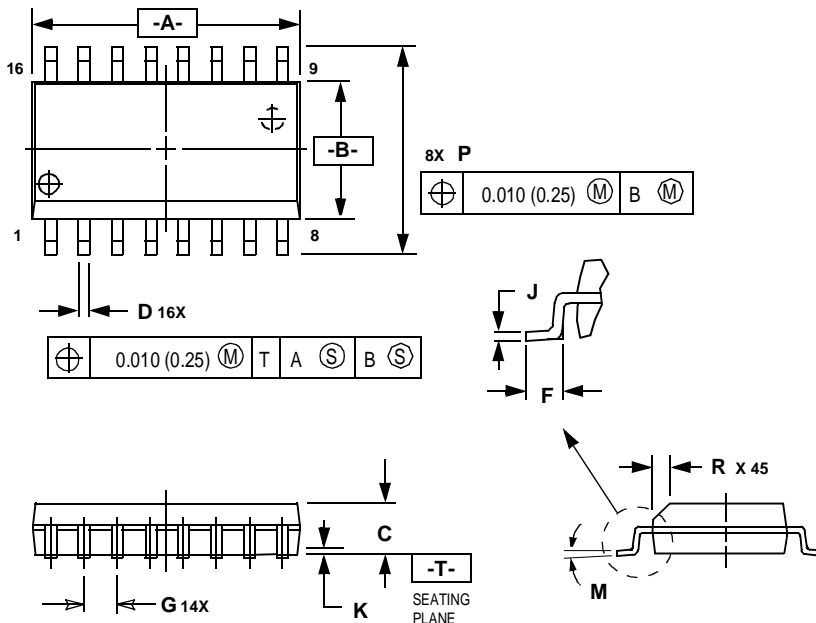 -A-
16
9
-B-
8X P
0.010 (0.25) Ⓜ B Ⓜ
1
8
J
D 16X
0.010 (0.25) Ⓜ T A Ⓢ B Ⓢ
F
R X 45
C
-T-
G 14X
K
SEATING
PLANE
M